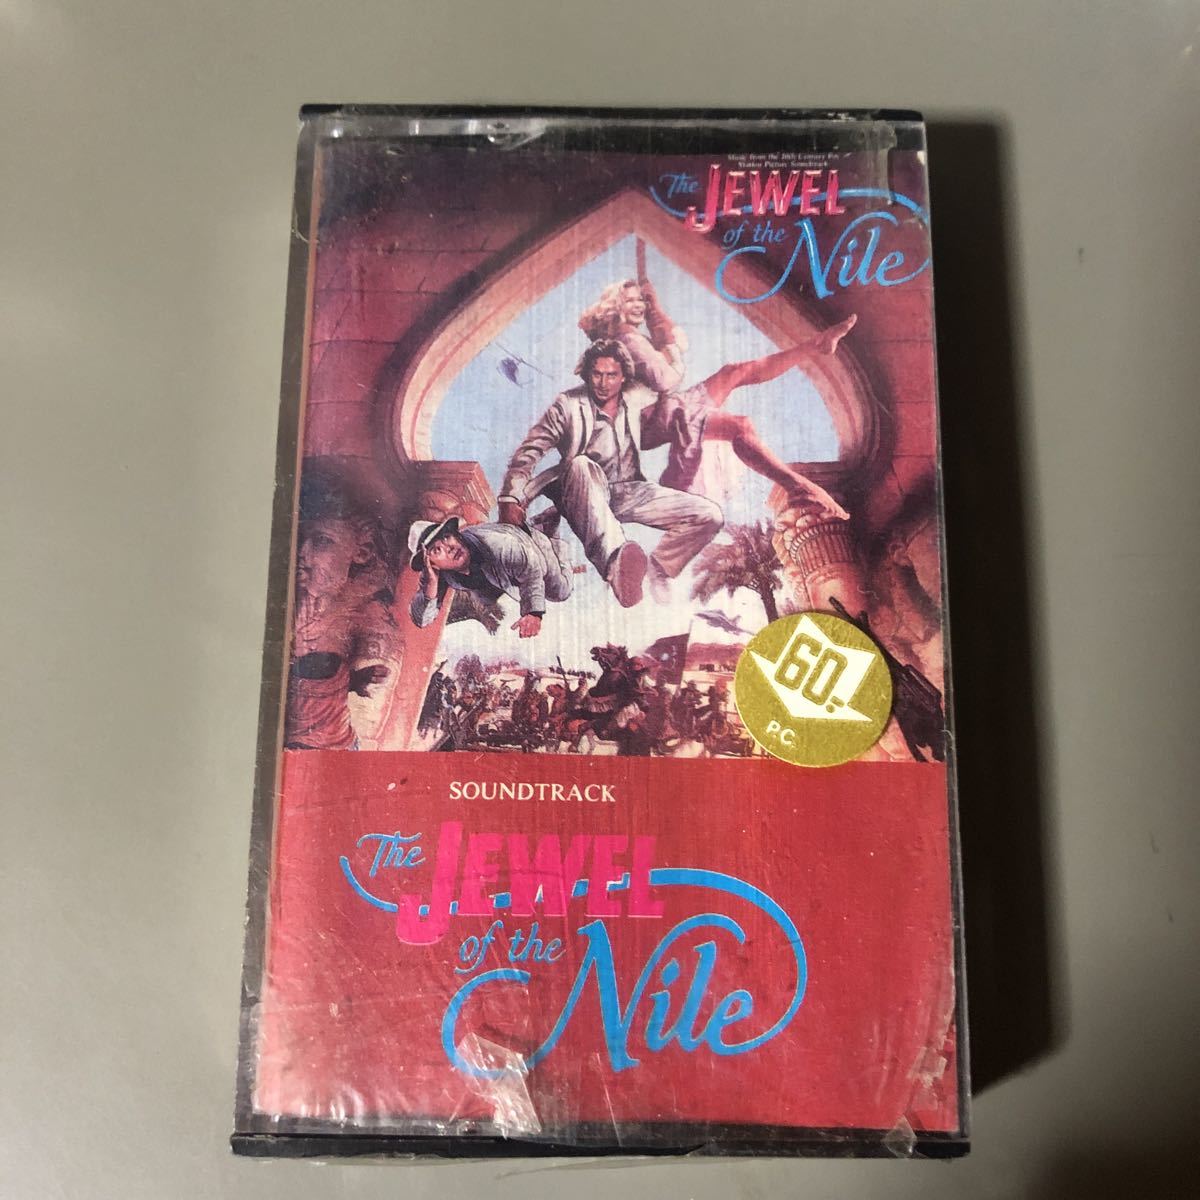 Music from the 20th Century Fox
Motion Picture Soundtrack
The JEWEL
of the Nile
60.-
P.C.
SOUNDTRACK
The JEWEL
of the Nile